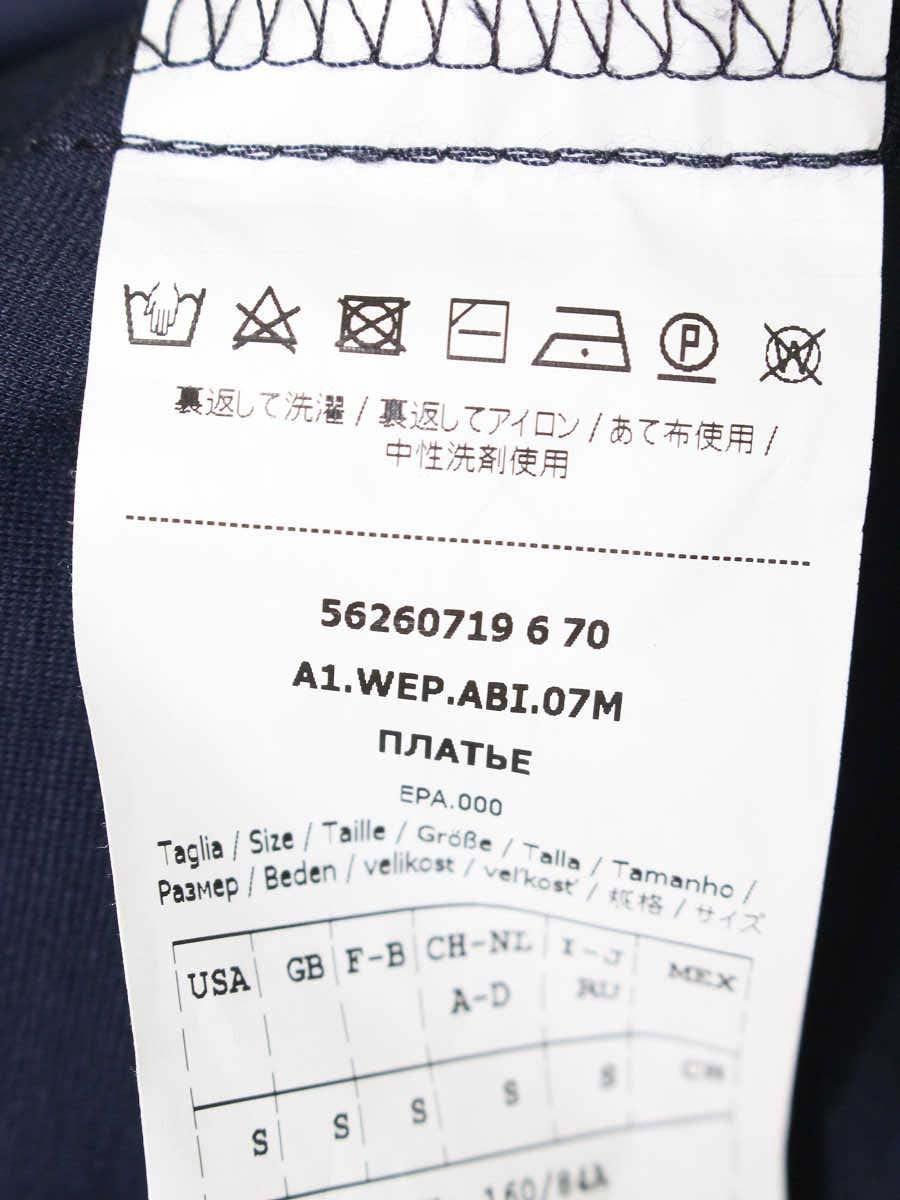 P
W
裏返して洗濯 / 裏返してアイロン / あて布使用 /
中性洗剤使用
56260719 6 70
A1.WEP.ABI.07M
ПЛАТЬЕ
EPA.000
Taglia / Size / Taille / Größe / Talla / Tamanho /
Размер / Beden / velikost / veľkosť / 规格 / サイズ
USA GB F-B CH-NL I-J MEX
A-D RU
S S S S S CN
160/84A